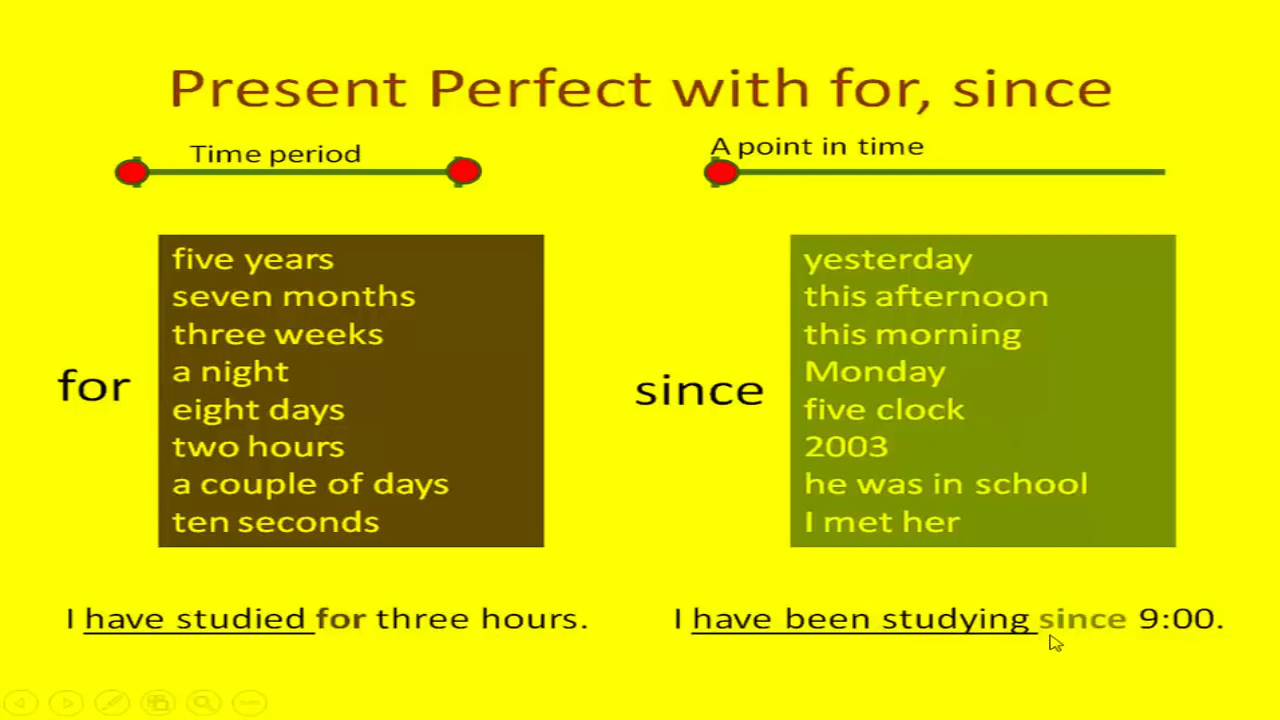 Present Perfect with for, since
Time period
A point in time
for
five years
seven months
three weeks
a night
eight days
two hours
a couple of days
ten seconds
since
yesterday
this afternoon
this morning
Monday
five clock
2003
he was in school
I met her
I have studied for three hours.
I have been studying since 9:00.